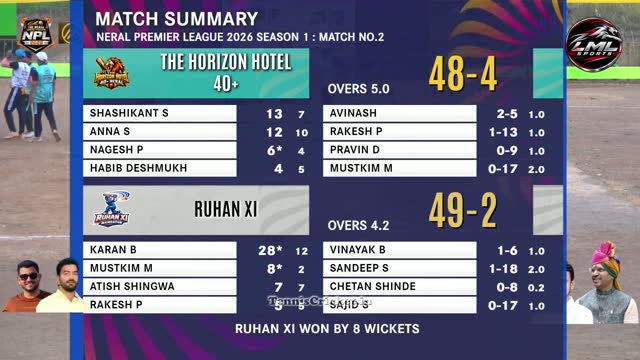 MATCH SUMMARY
NERAL PREMIER LEAGUE 2026 SEASON 1 : MATCH NO.2
NPL
LML
SPORTS
THE HORIZON HOTEL
40+
OVERS 5.0
48-4
SHASHIKANT S 13 7
AVINASH 2-5 1.0
ANNA S 12 10
RAKESH P 1-13 1.0
NAGESH P 6* 4
PRAVIN D 0-9 1.0
HABIB DESHMUKH 4 5
MUSTKIM M 0-17 2.0
RUHAN XI
RUHAN XI
OVERS 4.2
49-2
KARAN B 28* 12
VINAYAK B 1-6 1.0
MUSTKIM M 8* 2
SANDEEP S 1-18 2.0
ATISH SHINGWA 7 7
CHETAN SHINDE 0-8 0.2
RAKESH P 5 5
SAJID S 0-17 1.0
RUHAN XI WON BY 8 WICKETS